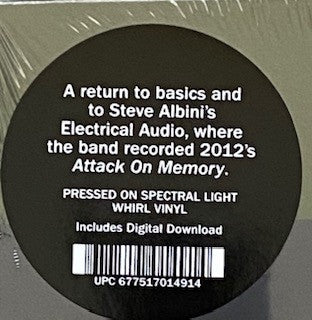 A return to basics and
to Steve Albini's
Electrical Audio, where
the band recorded 2012's
Attack On Memory.
PRESSED ON SPECTRAL LIGHT
WHIRL VINYL
Includes Digital Download
UPC 677517014914